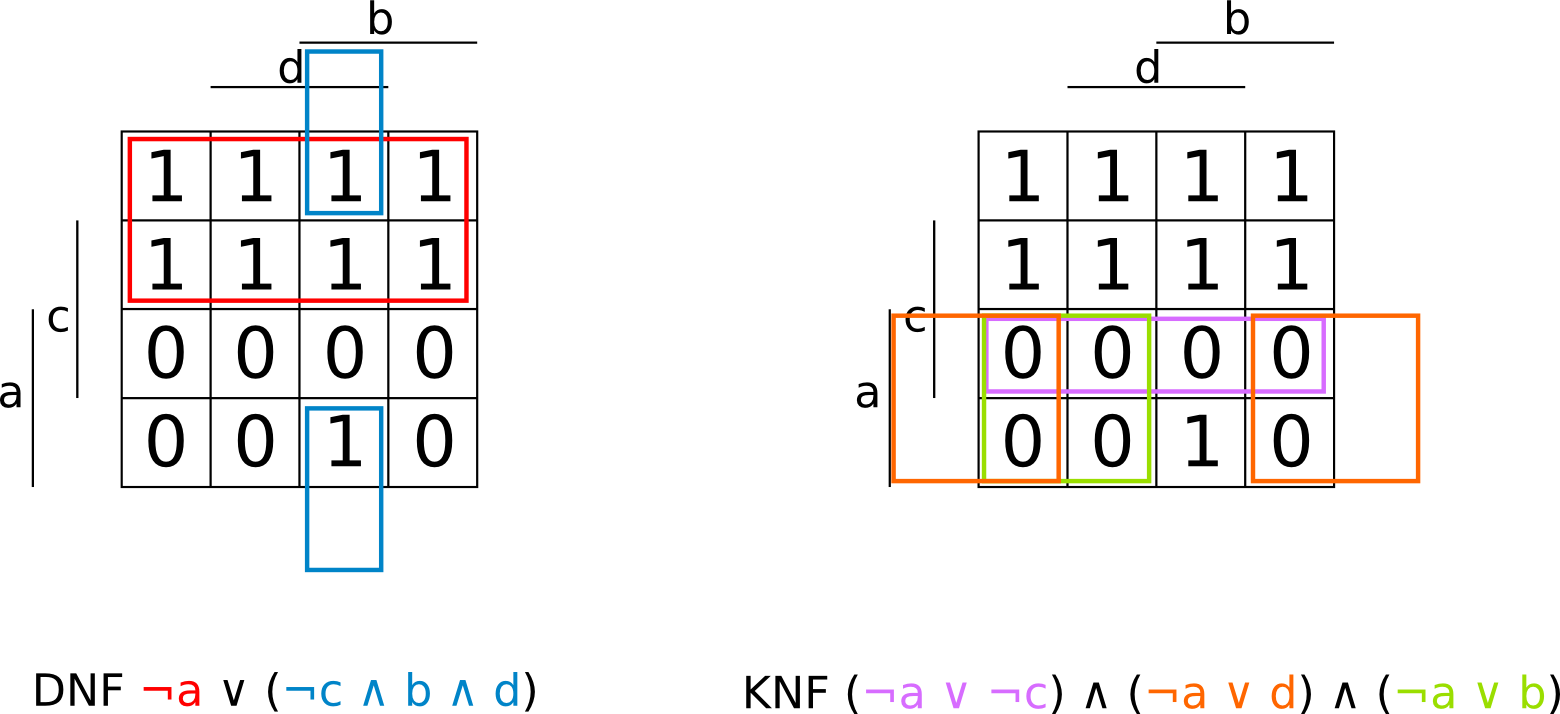 b b
d d
1 1 1 1 1 1 1 1
1 1 1 1 1 1 1 1
c c
0 0 0 0 0 0 0 0
a a
0 0 1 0 0 0 1 0
DNF ¬a ∨ (¬c ∧ b ∧ d)
KNF (¬a ∨ ¬c) ∧ (¬a ∨ d) ∧ (¬a ∨ b)